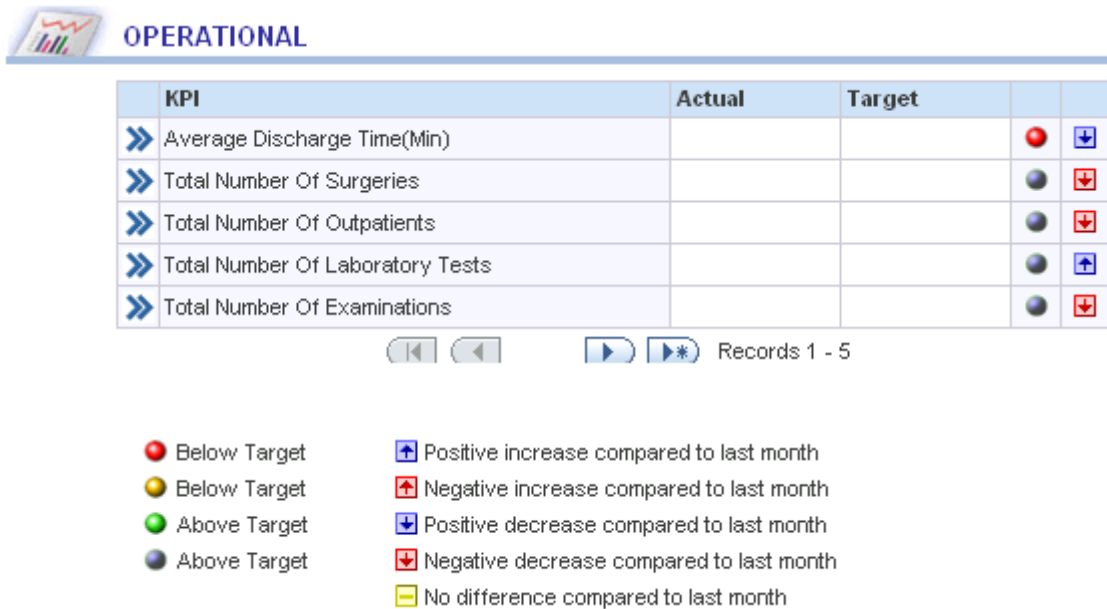 OPERATIONAL
KPI Actual Target
Average Discharge Time(Min)
Total Number Of Surgeries
Total Number Of Outpatients
Total Number Of Laboratory Tests
Total Number Of Examinations
Records 1 - 5
Below Target Positive increase compared to last month
Below Target Negative increase compared to last month
Above Target Positive decrease compared to last month
Above Target Negative decrease compared to last month
No difference compared to last month